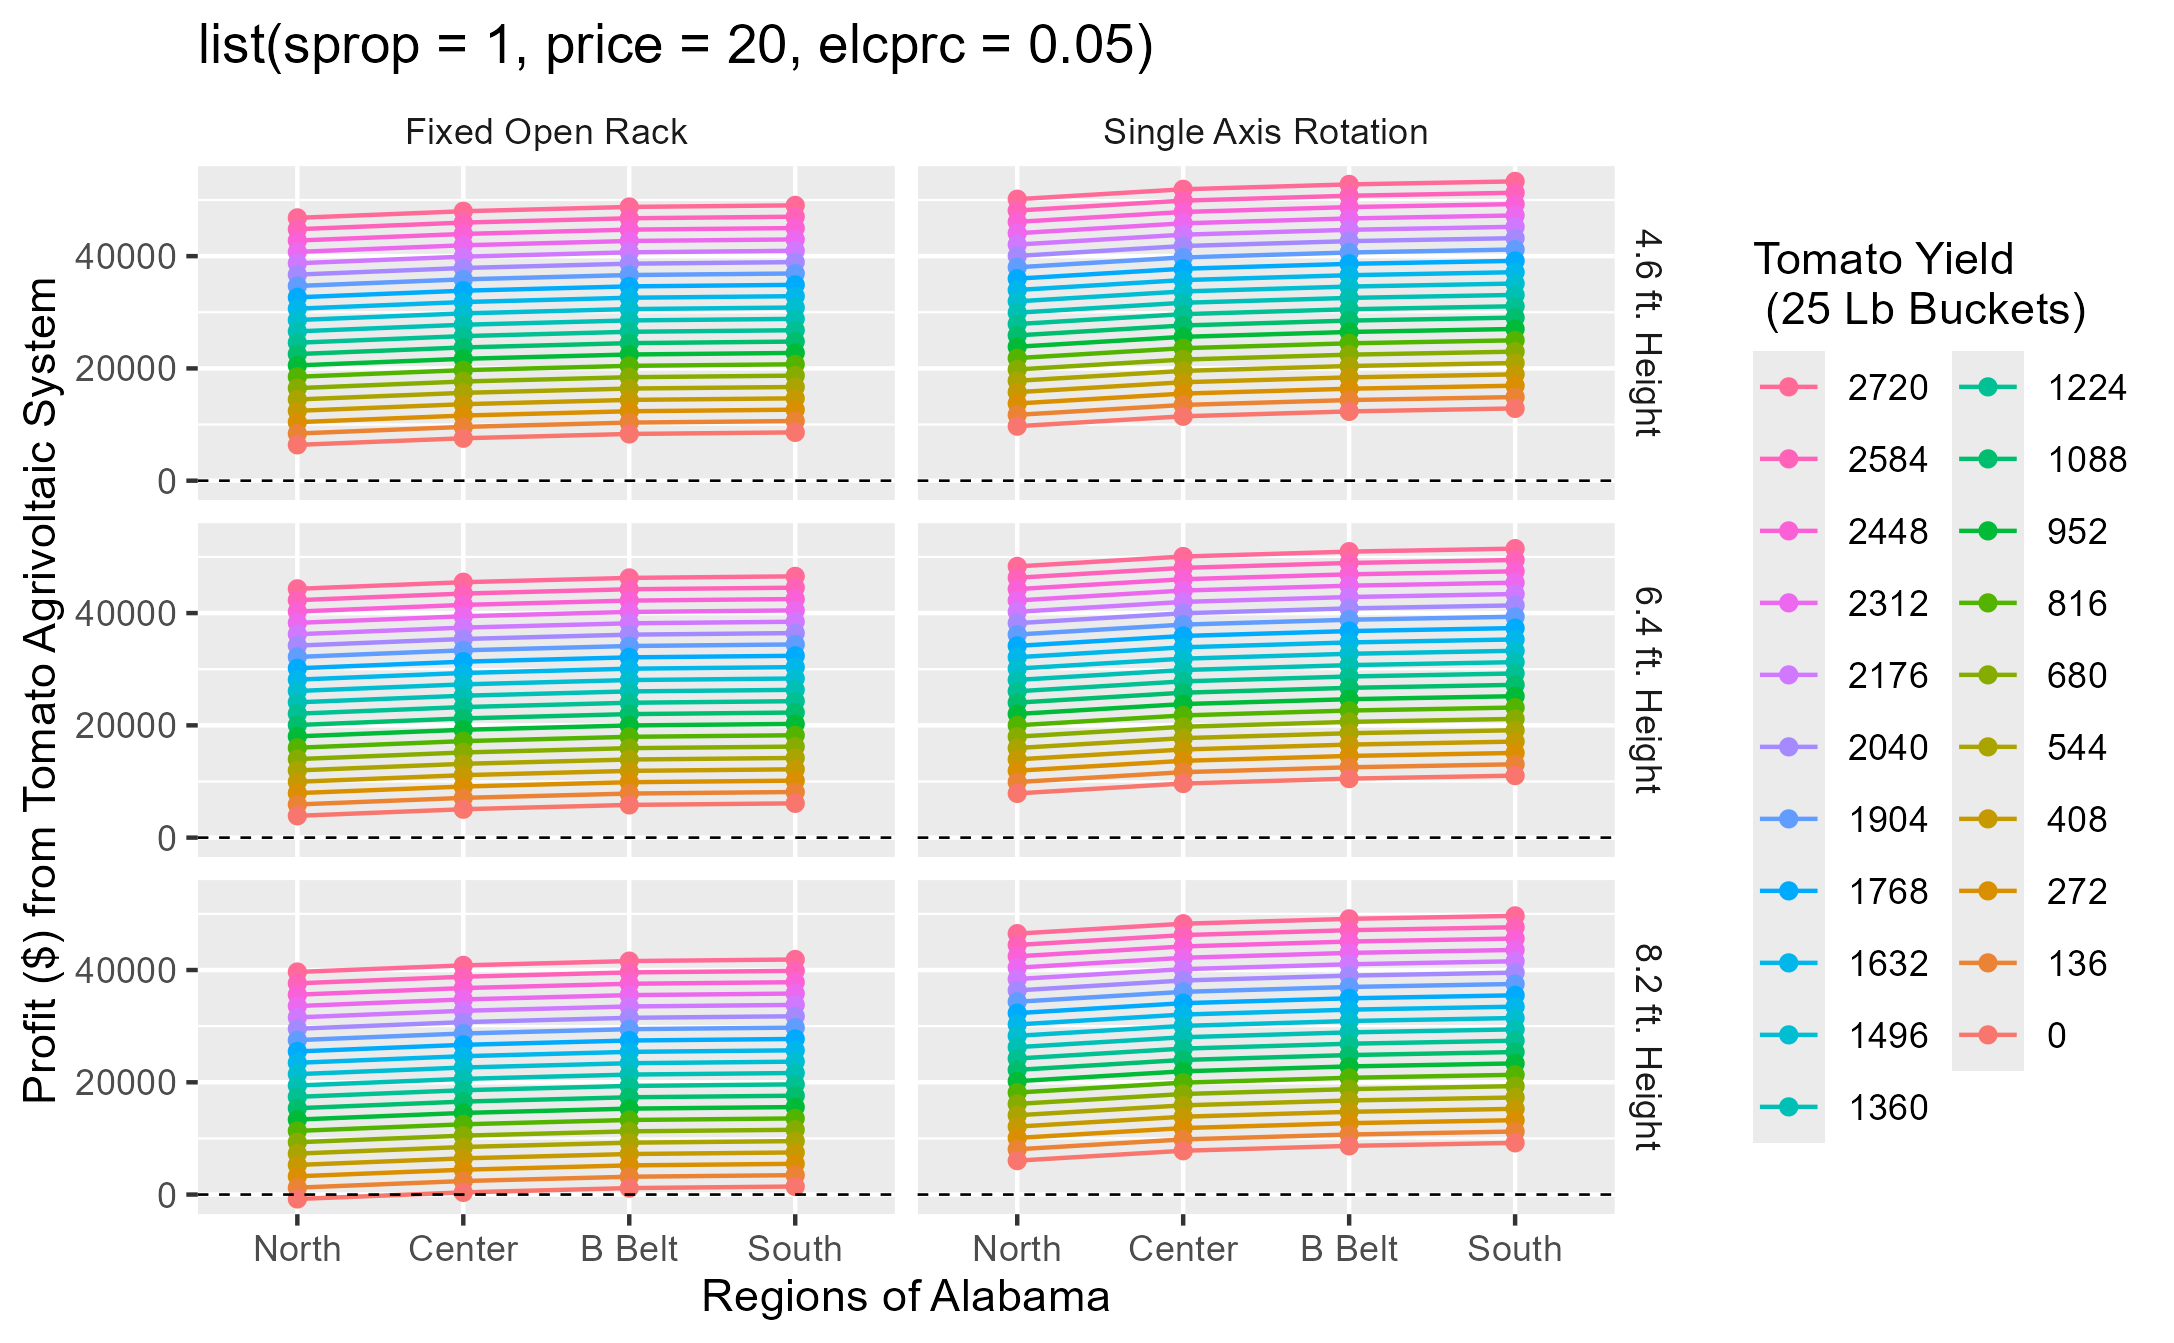 list(sprop = 1, price = 20, elcprc = 0.05)
Fixed Open Rack
Single Axis Rotation
Profit ($) from Tomato Agrivoltaic System
40000
20000
0
4.6 ft. Height
40000
20000
0
6.4 ft. Height
40000
20000
0
8.2 ft. Height
North
Center
B Belt
South
North
Center
B Belt
South
Regions of Alabama
Tomato Yield
(25 Lb Buckets)
2720
2584
2448
2312
2176
2040
1904
1768
1632
1496
1360
1224
1088
952
816
680
544
408
272
136
0